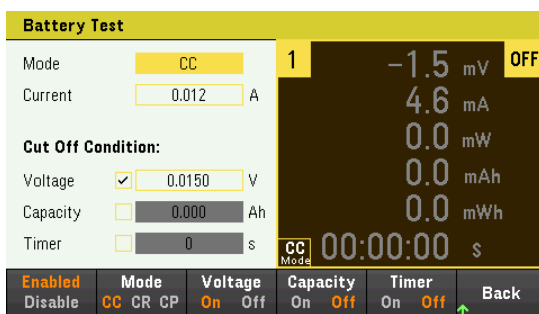 Battery Test
Mode CC
Current 0.012 A
Cut Off Condition:
Voltage 0.0150 V
Capacity 0.000 Ah
Timer 0 s
1 OFF
-1.5 mV
4.6 mA
0.0 mW
0.0 mAh
0.0 mWh
CC Mode 00:00:00 s
Enabled Mode Voltage Capacity Timer Back
Disable CC CR CP On Off On Off On Off